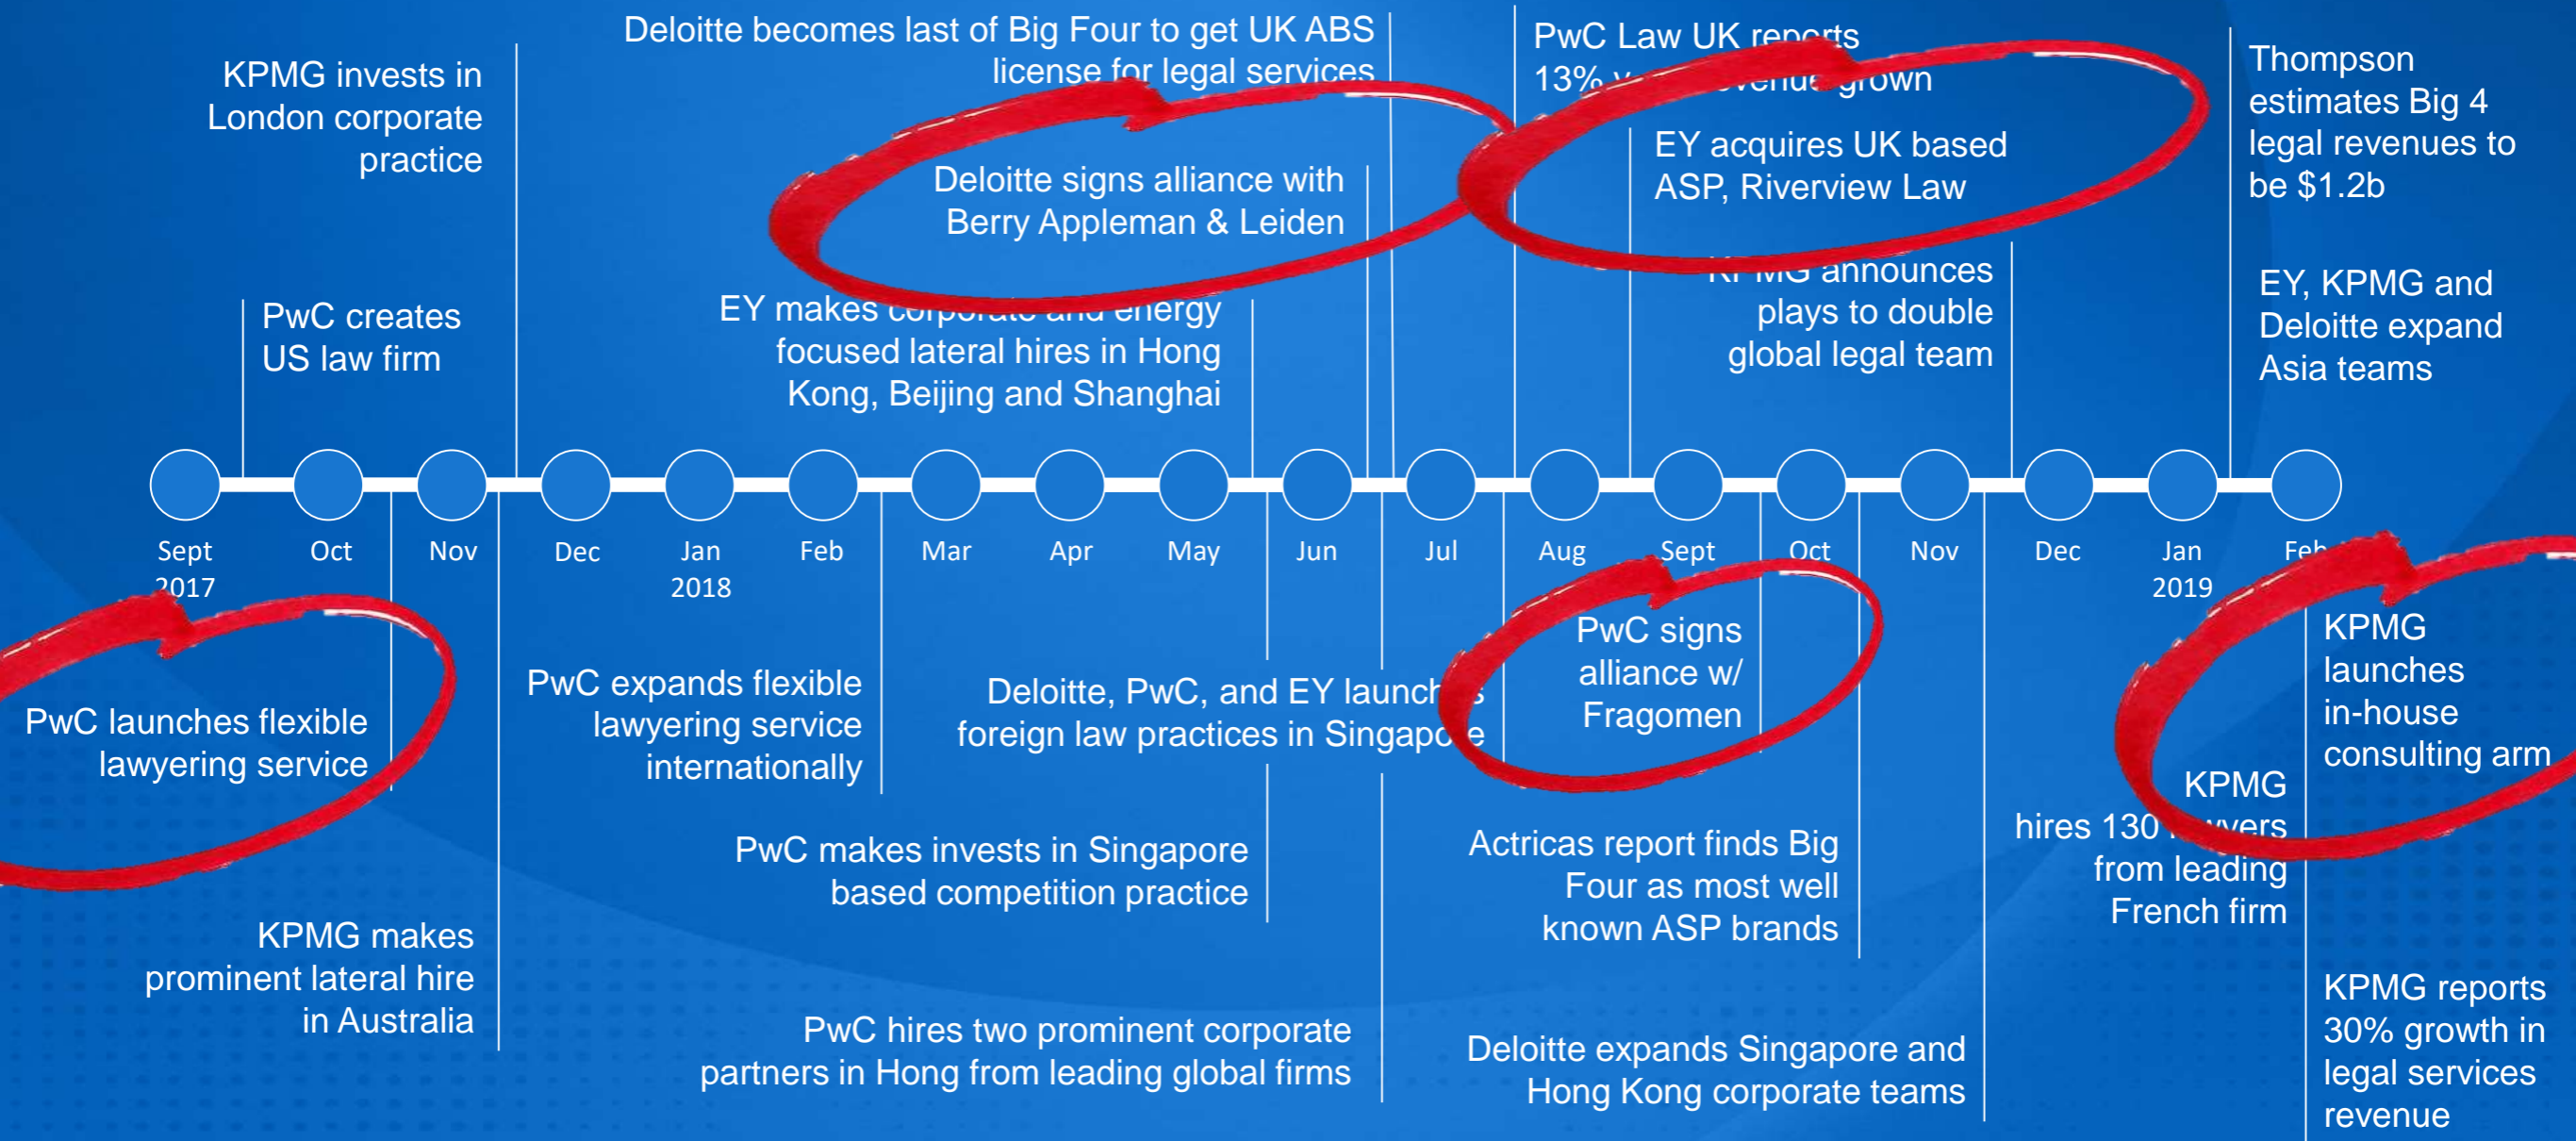 Deloitte becomes last of Big Four to get UK ABS
license for legal services
KPMG invests in
London corporate
practice
PwC Law UK reports
13% grown
Thompson
estimates Big 4
legal revenues to
be $1.2b
Deloitte signs alliance with
Berry Appleman & Leiden
EY acquires UK based
ASP, Riverview Law
PwC creates
US law firm
EY makes corporate and energy
focused lateral hires in Hong
Kong, Beijing and Shanghai
KPMG announces
plays to double
global legal team
EY, KPMG and
Deloitte expand
Asia teams
Sept
2017
Oct
Nov
Dec
Jan
2018
Feb
Mar
Apr
May
Jun
Jul
Aug
Sept
Oct
Nov
Dec
Jan
2019
Feb
PwC launches flexible
lawyering service
KPMG makes
prominent lateral hire
in Australia
PwC expands flexible
lawyering service
internationally
Deloitte, PwC, and EY launches
foreign law practices in Singapore
PwC makes invests in Singapore
based competition practice
PwC hires two prominent corporate
partners in Hong from leading global firms
PwC signs
alliance w/
Fragomen
Actricas report finds Big
Four as most well
known ASP brands
Deloitte expands Singapore and
Hong Kong corporate teams
KPMG
launches
in-house
consulting arm
KPMG
hires 130 lawyers
from leading
French firm
KPMG reports
30% growth in
legal services
revenue